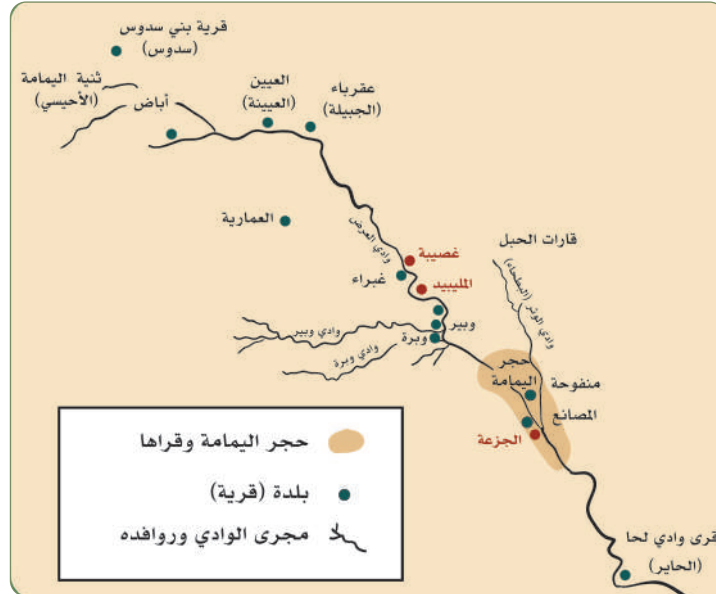 قرية بني سدوس
(سدوس)
ثنية اليمامة
(الأحيسي)
أباض
العيين
(العيينة)
عقرباء
(الجبيلة)
العمارية
وادي العرض
غصيبة
غبراء
المليبيد
قارات الحبل
وادي الوتر (البطحاء)
وبير
وادي وبير
وبرة
وادي وبرة
حجر
اليمامة
منفوحة
المصانع
الجزعة
قرى وادي لحا
(الحاير)
حجر اليمامة وقراها
بلدة (قرية)
مجرى الوادي وروافده